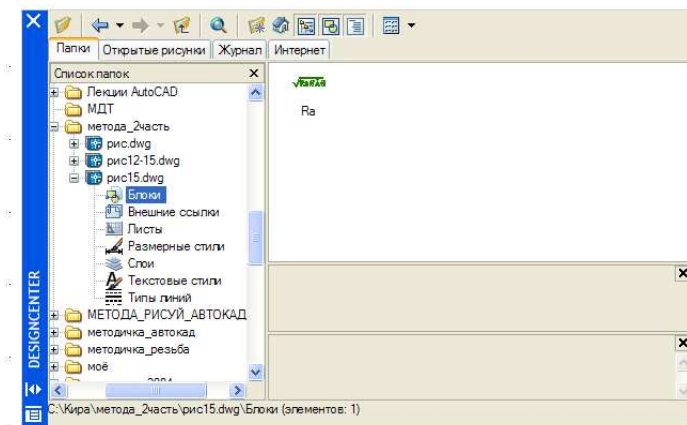 Папки Открытые рисунки Журнал Интернет
Список папок
Лекции AutoCAD
МДТ
метода_2часть
рис.dwg
рис12-15.dwg
рис15.dwg
Блоки
Внешние ссылки
Листы
Размерные стили
Слои
Текстовые стили
Типы линий
МЕТОДА_РИСУЙ_АВТОКАД
методичка_автокад
методичка_резьба
моё
Ra
DESIGNCENTER
C:\Кира\метода_2часть\рис15.dwg\Блоки (элементов: 1)